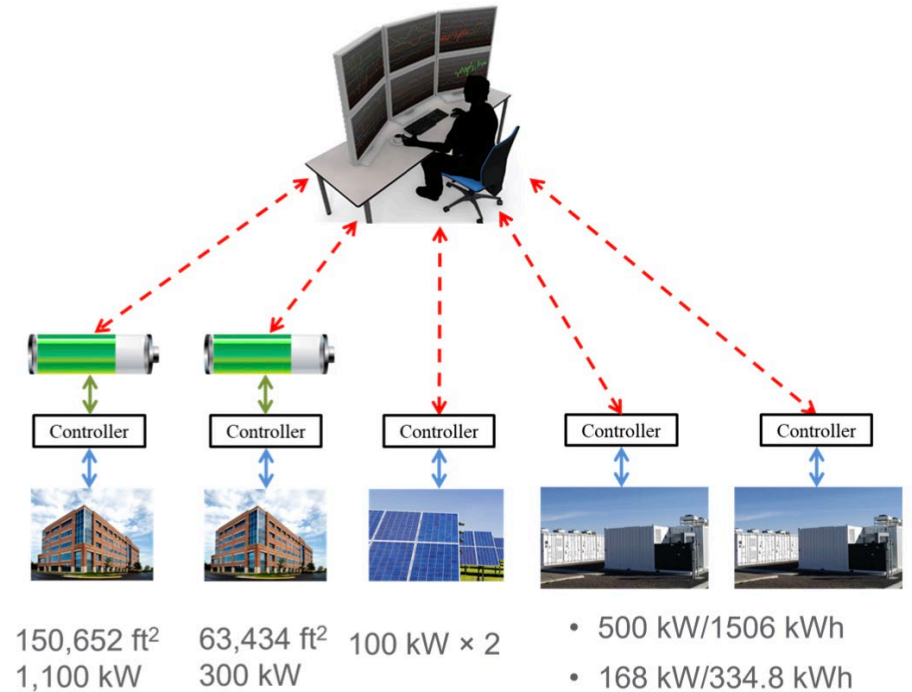 Controller
Controller
Controller
Controller
Controller
150,652 ft²
1,100 kW
63,434 ft²
300 kW
100 kW × 2
• 500 kW/1506 kWh
• 168 kW/334.8 kWh